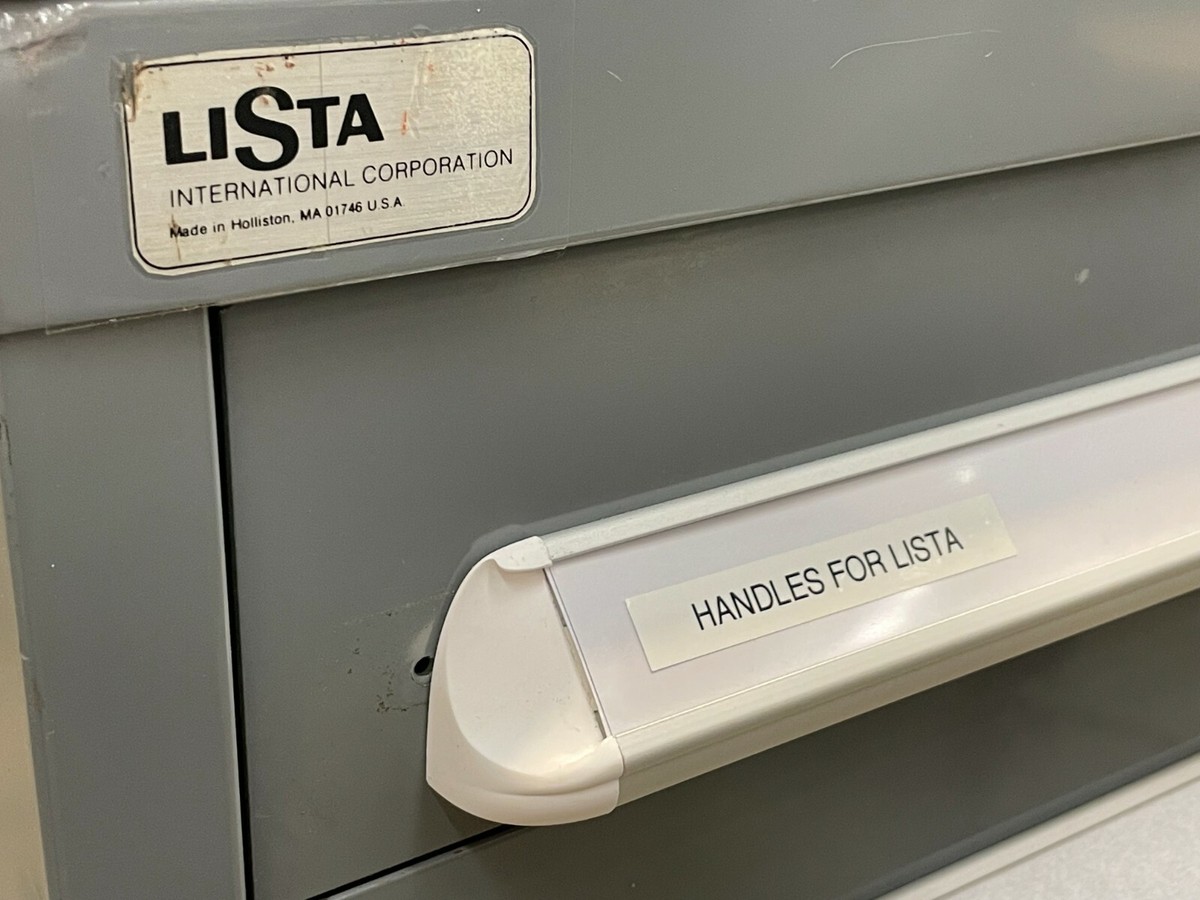 LISTA
INTERNATIONAL CORPORATION
Made in Holliston, MA 01746 U.S.A.
HANDLES FOR LISTA